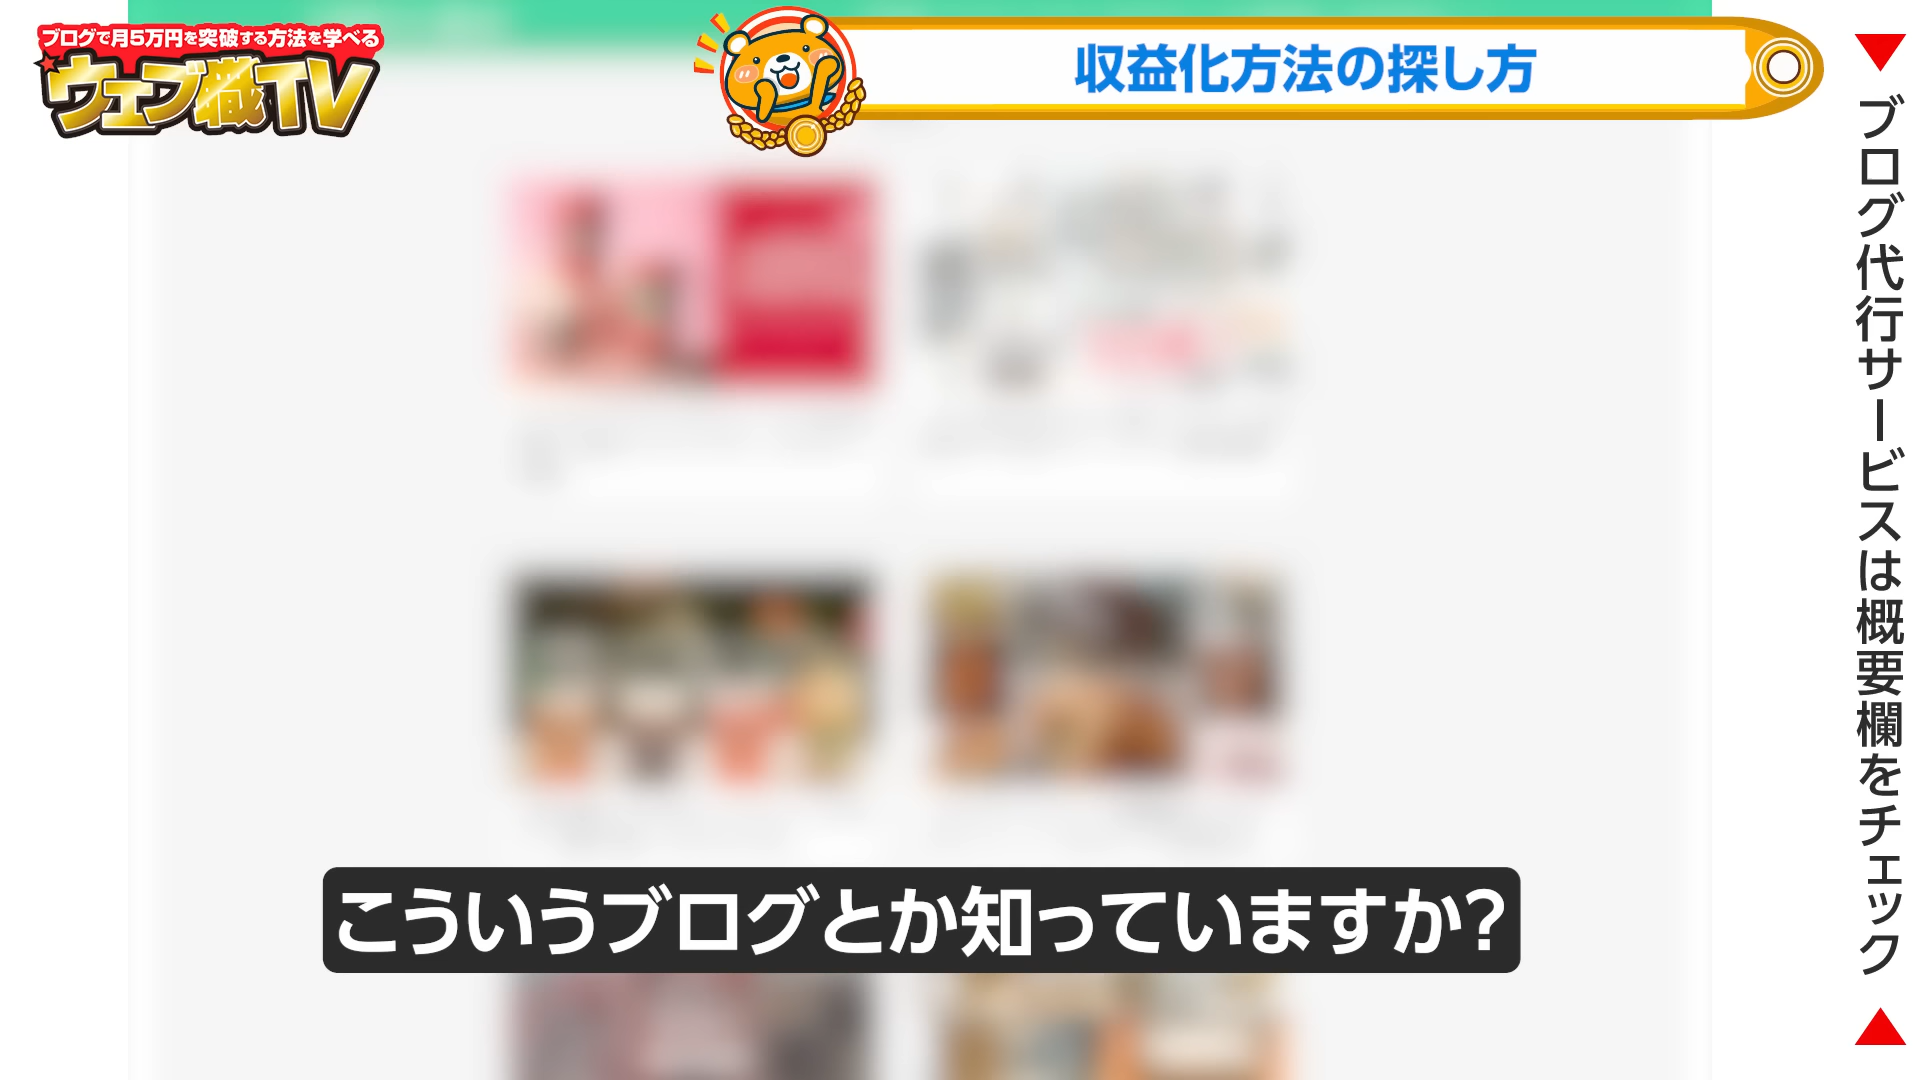 ブログで月5万円を突破する方法を学べる
ウェブ職TV
収益化方法の探し方
▼ブログ代行サービスは概要欄をチェック▲
こういうブログとか知っていますか?